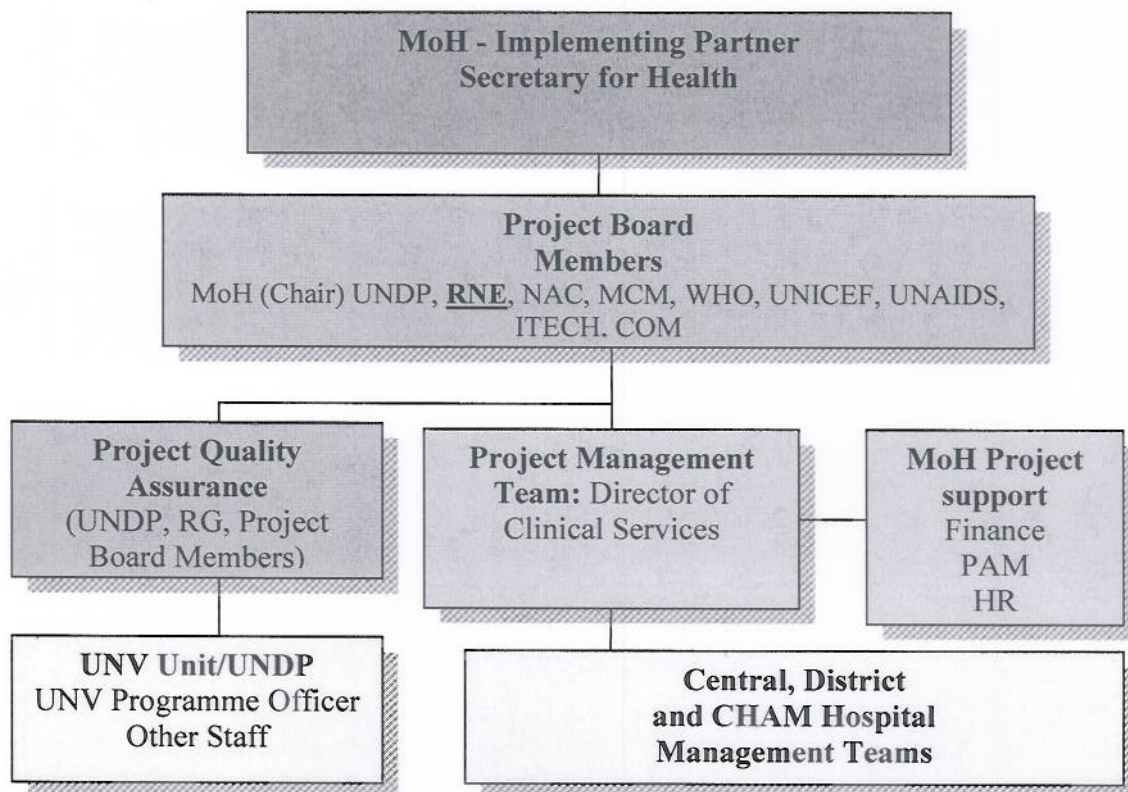 MoH - Implementing Partner
Secretary for Health
Project Board
Members
MoH (Chair) UNDP, RNE, NAC, MCM, WHO, UNICEF, UNAIDS,
ITECH. COM
Project Quality
Assurance
(UNDP, RG, Project
Board Members)
Project Management
Team: Director of
Clinical Services
MoH Project
support
Finance
PAM
HR
UNV Unit/UNDP
UNV Programme Officer
Other Staff
Central, District
and CHAM Hospital
Management Teams